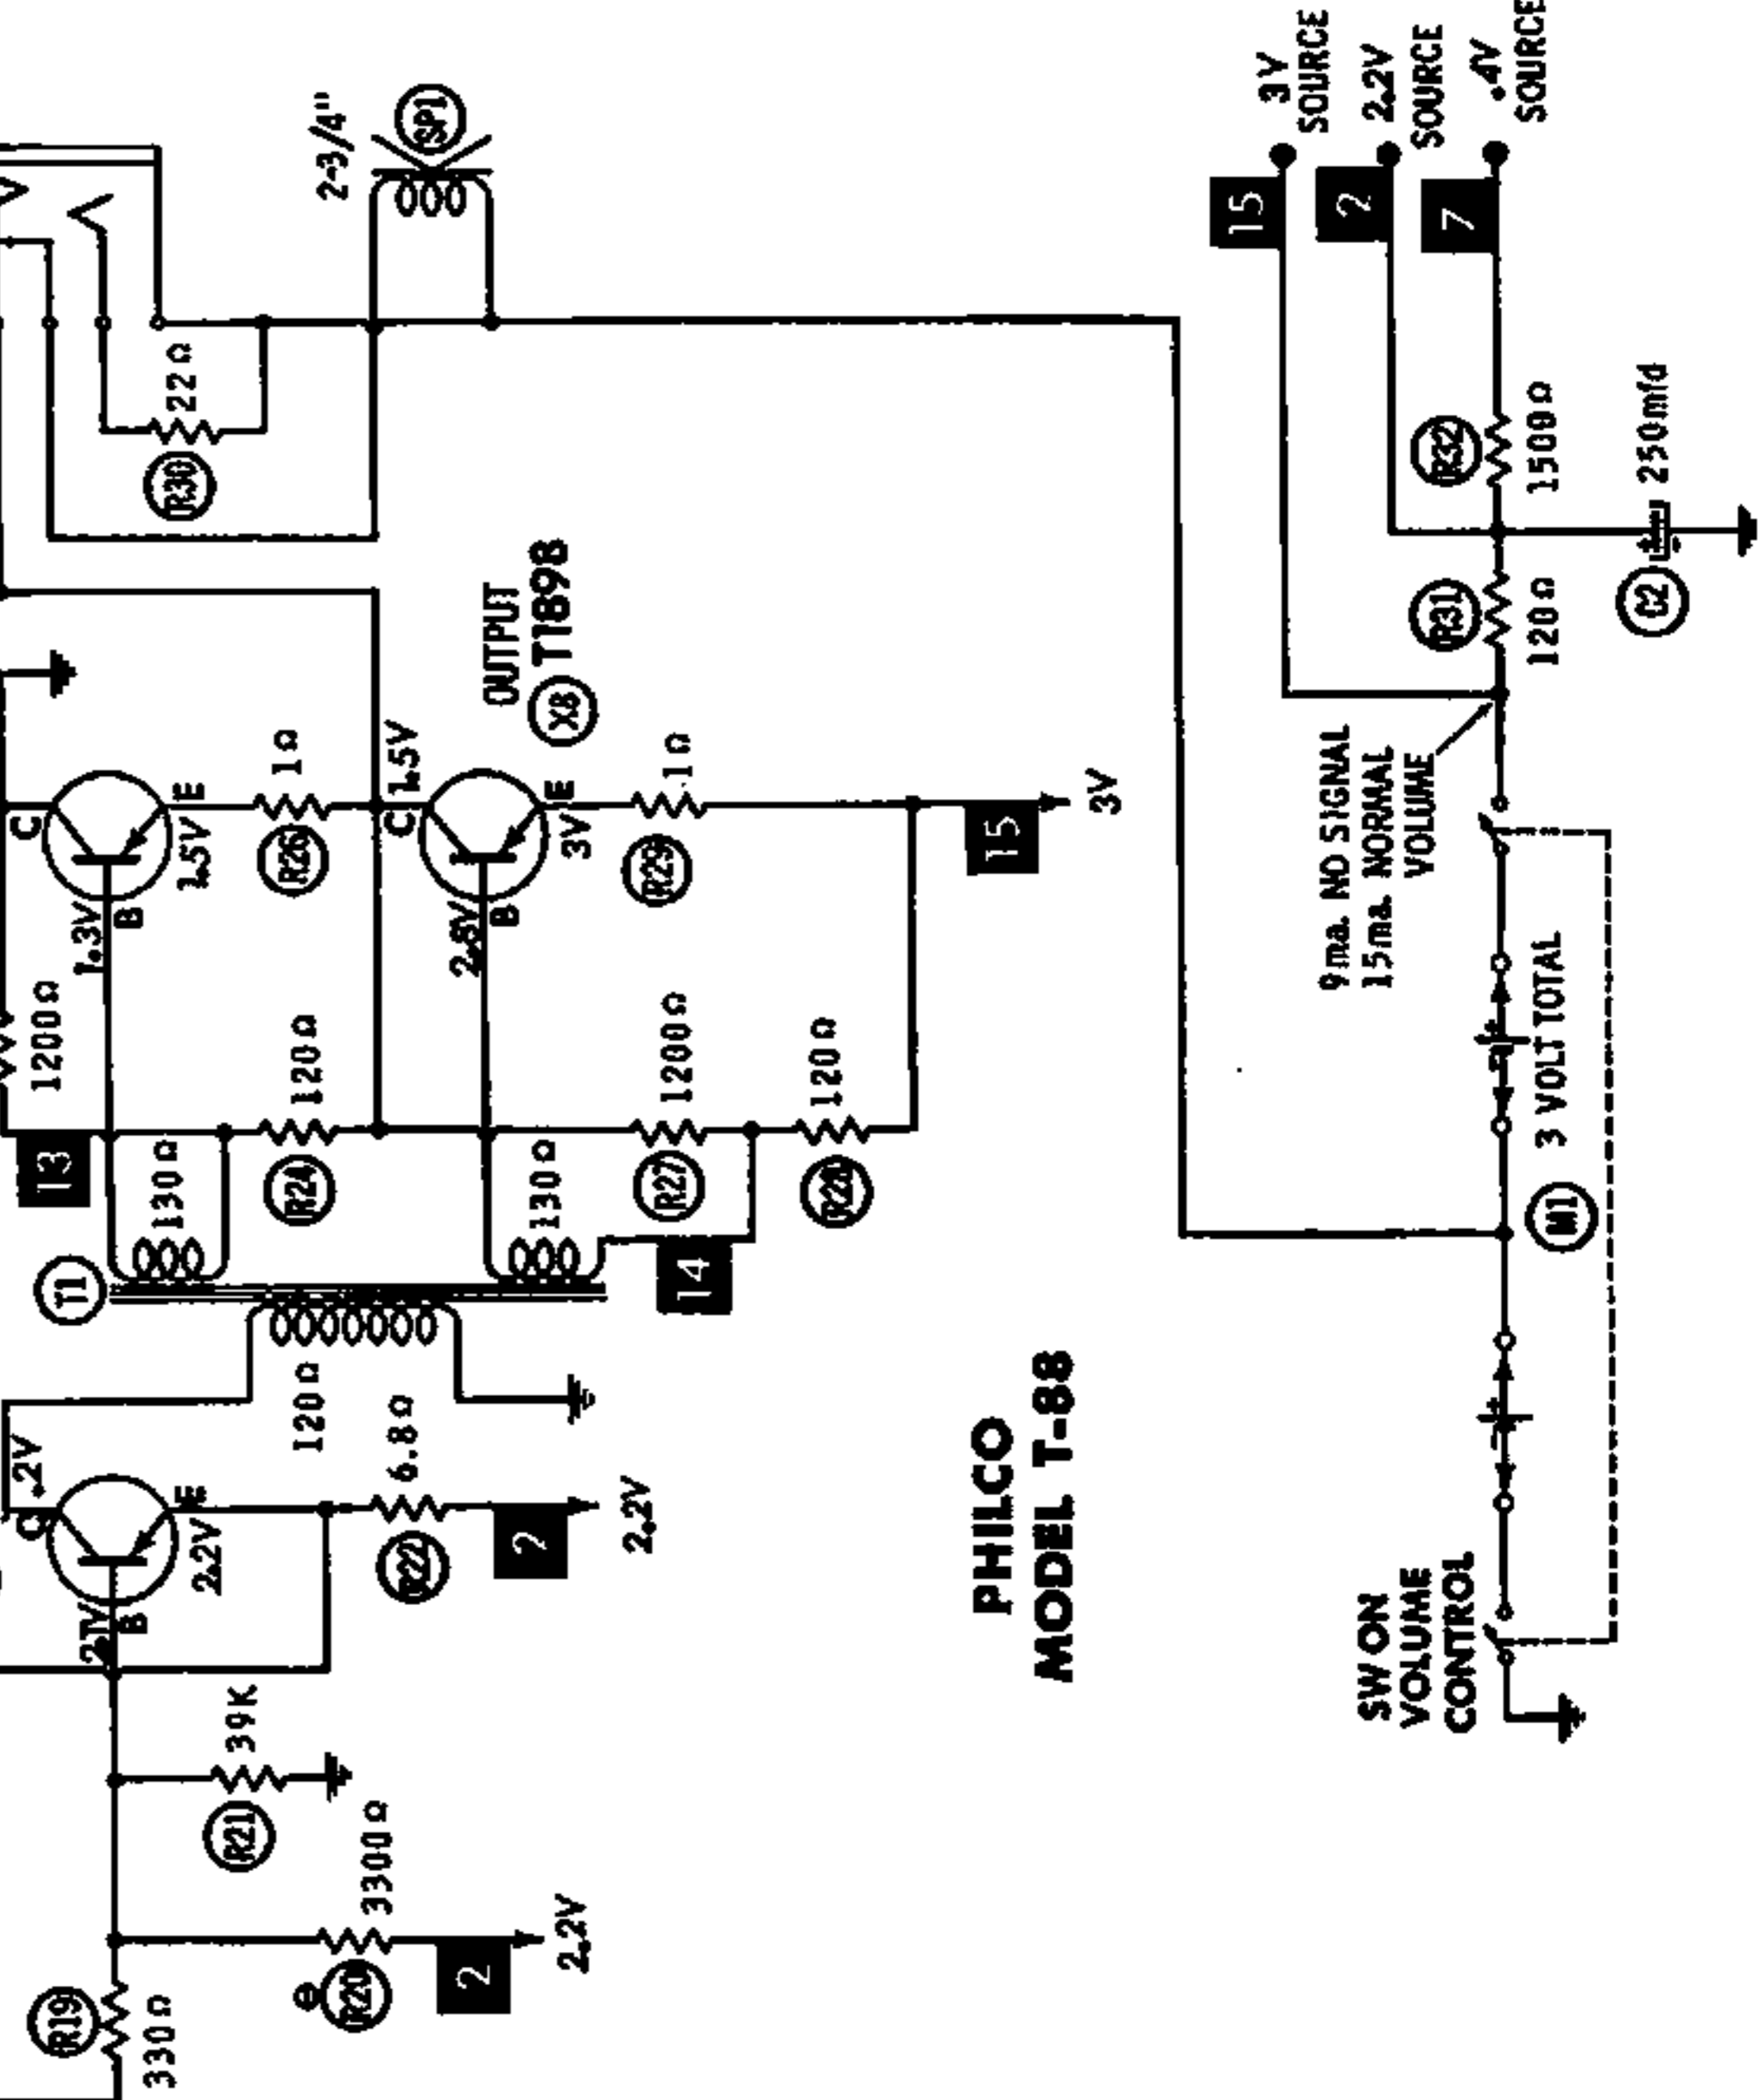 2-3/4"
SP1
22Ω
R30
3V
SOURCE
2.2V
SOURCE
.4V
SOURCE
15
2
7
R32
1500Ω
250mfd
C2
R31
120Ω
OUTPUT
X8 T1898
C
E
1.5V
1Ω
R26
1.3V
B
C
1.5V
E
3V
1Ω
R29
B
15
3V
1200Ω
13
130Ω
120Ω
R24
130Ω
1200Ω
R27
120Ω
R28
T1
14
9ma. NO SIGNAL
15ma. NORMAL
VOLUME
3 VOLT TOTAL
M1
.2V
C
E
2.2V
B
120Ω
6.8Ω
2
2.2V
PHILCO
MODEL T-88
SW ON
VOLUME
CONTROL
39K
R21
3300Ω
R20
2
2.2V
R19
330Ω